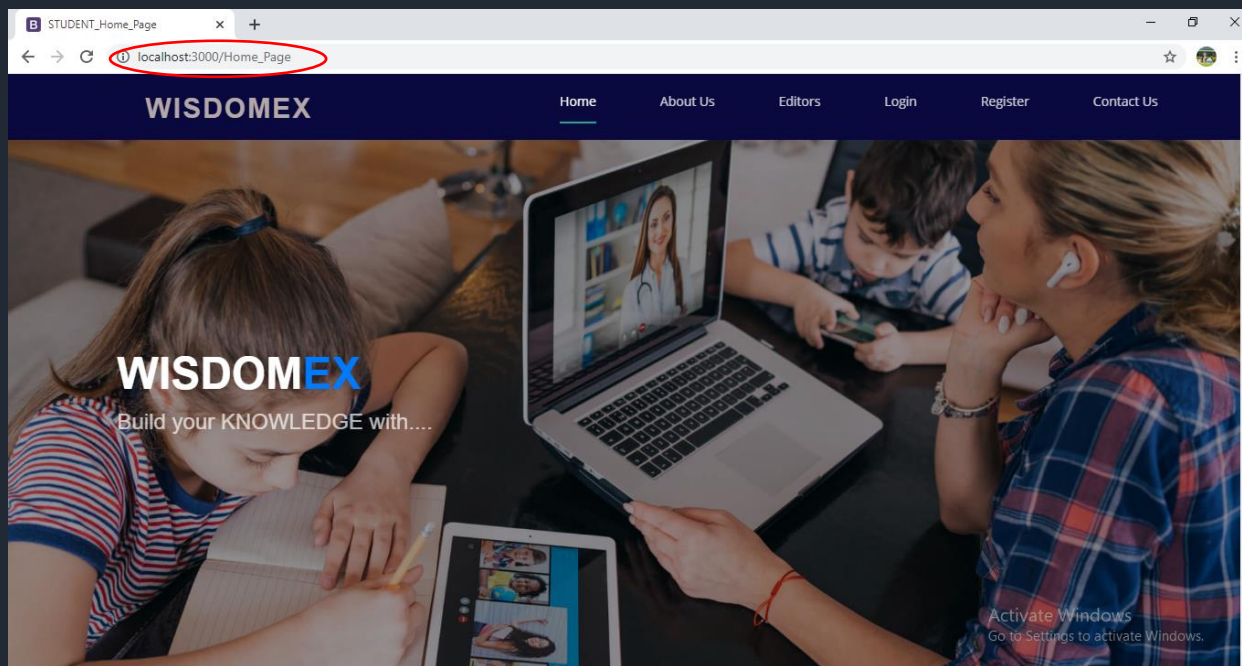 STUDENT_Home_Page
localhost:3000/Home_Page
WISDOMEX
Home About Us Editors Login Register Contact Us
WISDOMEX
Build your KNOWLEDGE with....
Activate Windows
Go to Settings to activate Windows.